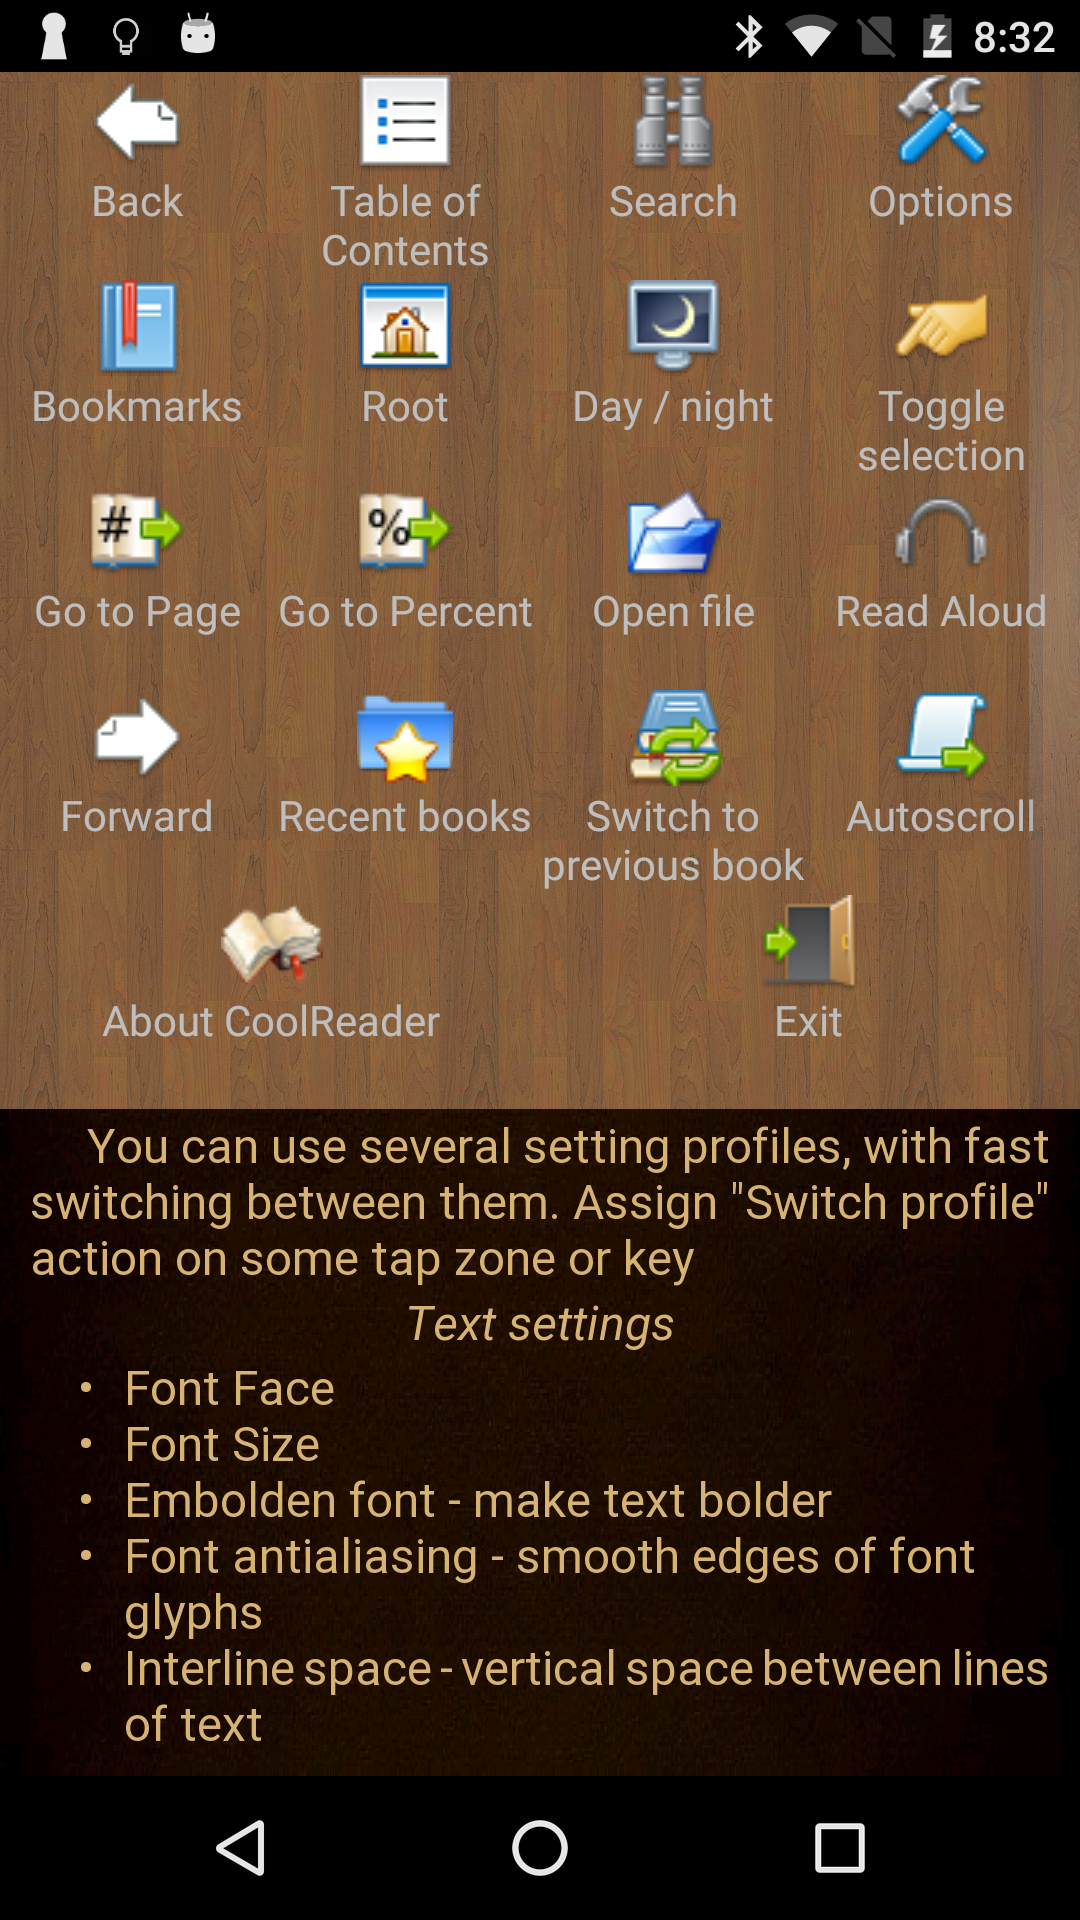 8:32
Back
Table of
Contents
Search
Options
Bookmarks
Root
Day / night
Toggle
selection
#
Go to Page
%
Go to Percent
Open file
Read Aloud
Forward
Recent books
Switch to
previous book
Autoscroll
About CoolReader
Exit
You can use several setting profiles, with fast
switching between them. Assign "Switch profile"
action on some tap zone or key
Text settings
• Font Face
• Font Size
• Embolden font - make text bolder
• Font antialiasing - smooth edges of font
glyphs
• Interline space - vertical space between lines
of text